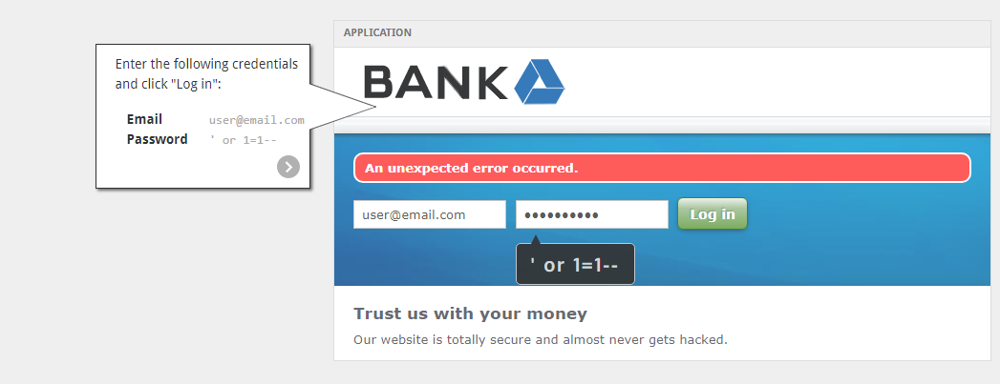 APPLICATION
Enter the following credentials
and click "Log in":
Email user@email.com
Password ' or 1=1--
BANK
An unexpected error occurred.
user@email.com •••••••••• Log in
' or 1=1--
Trust us with your money
Our website is totally secure and almost never gets hacked.